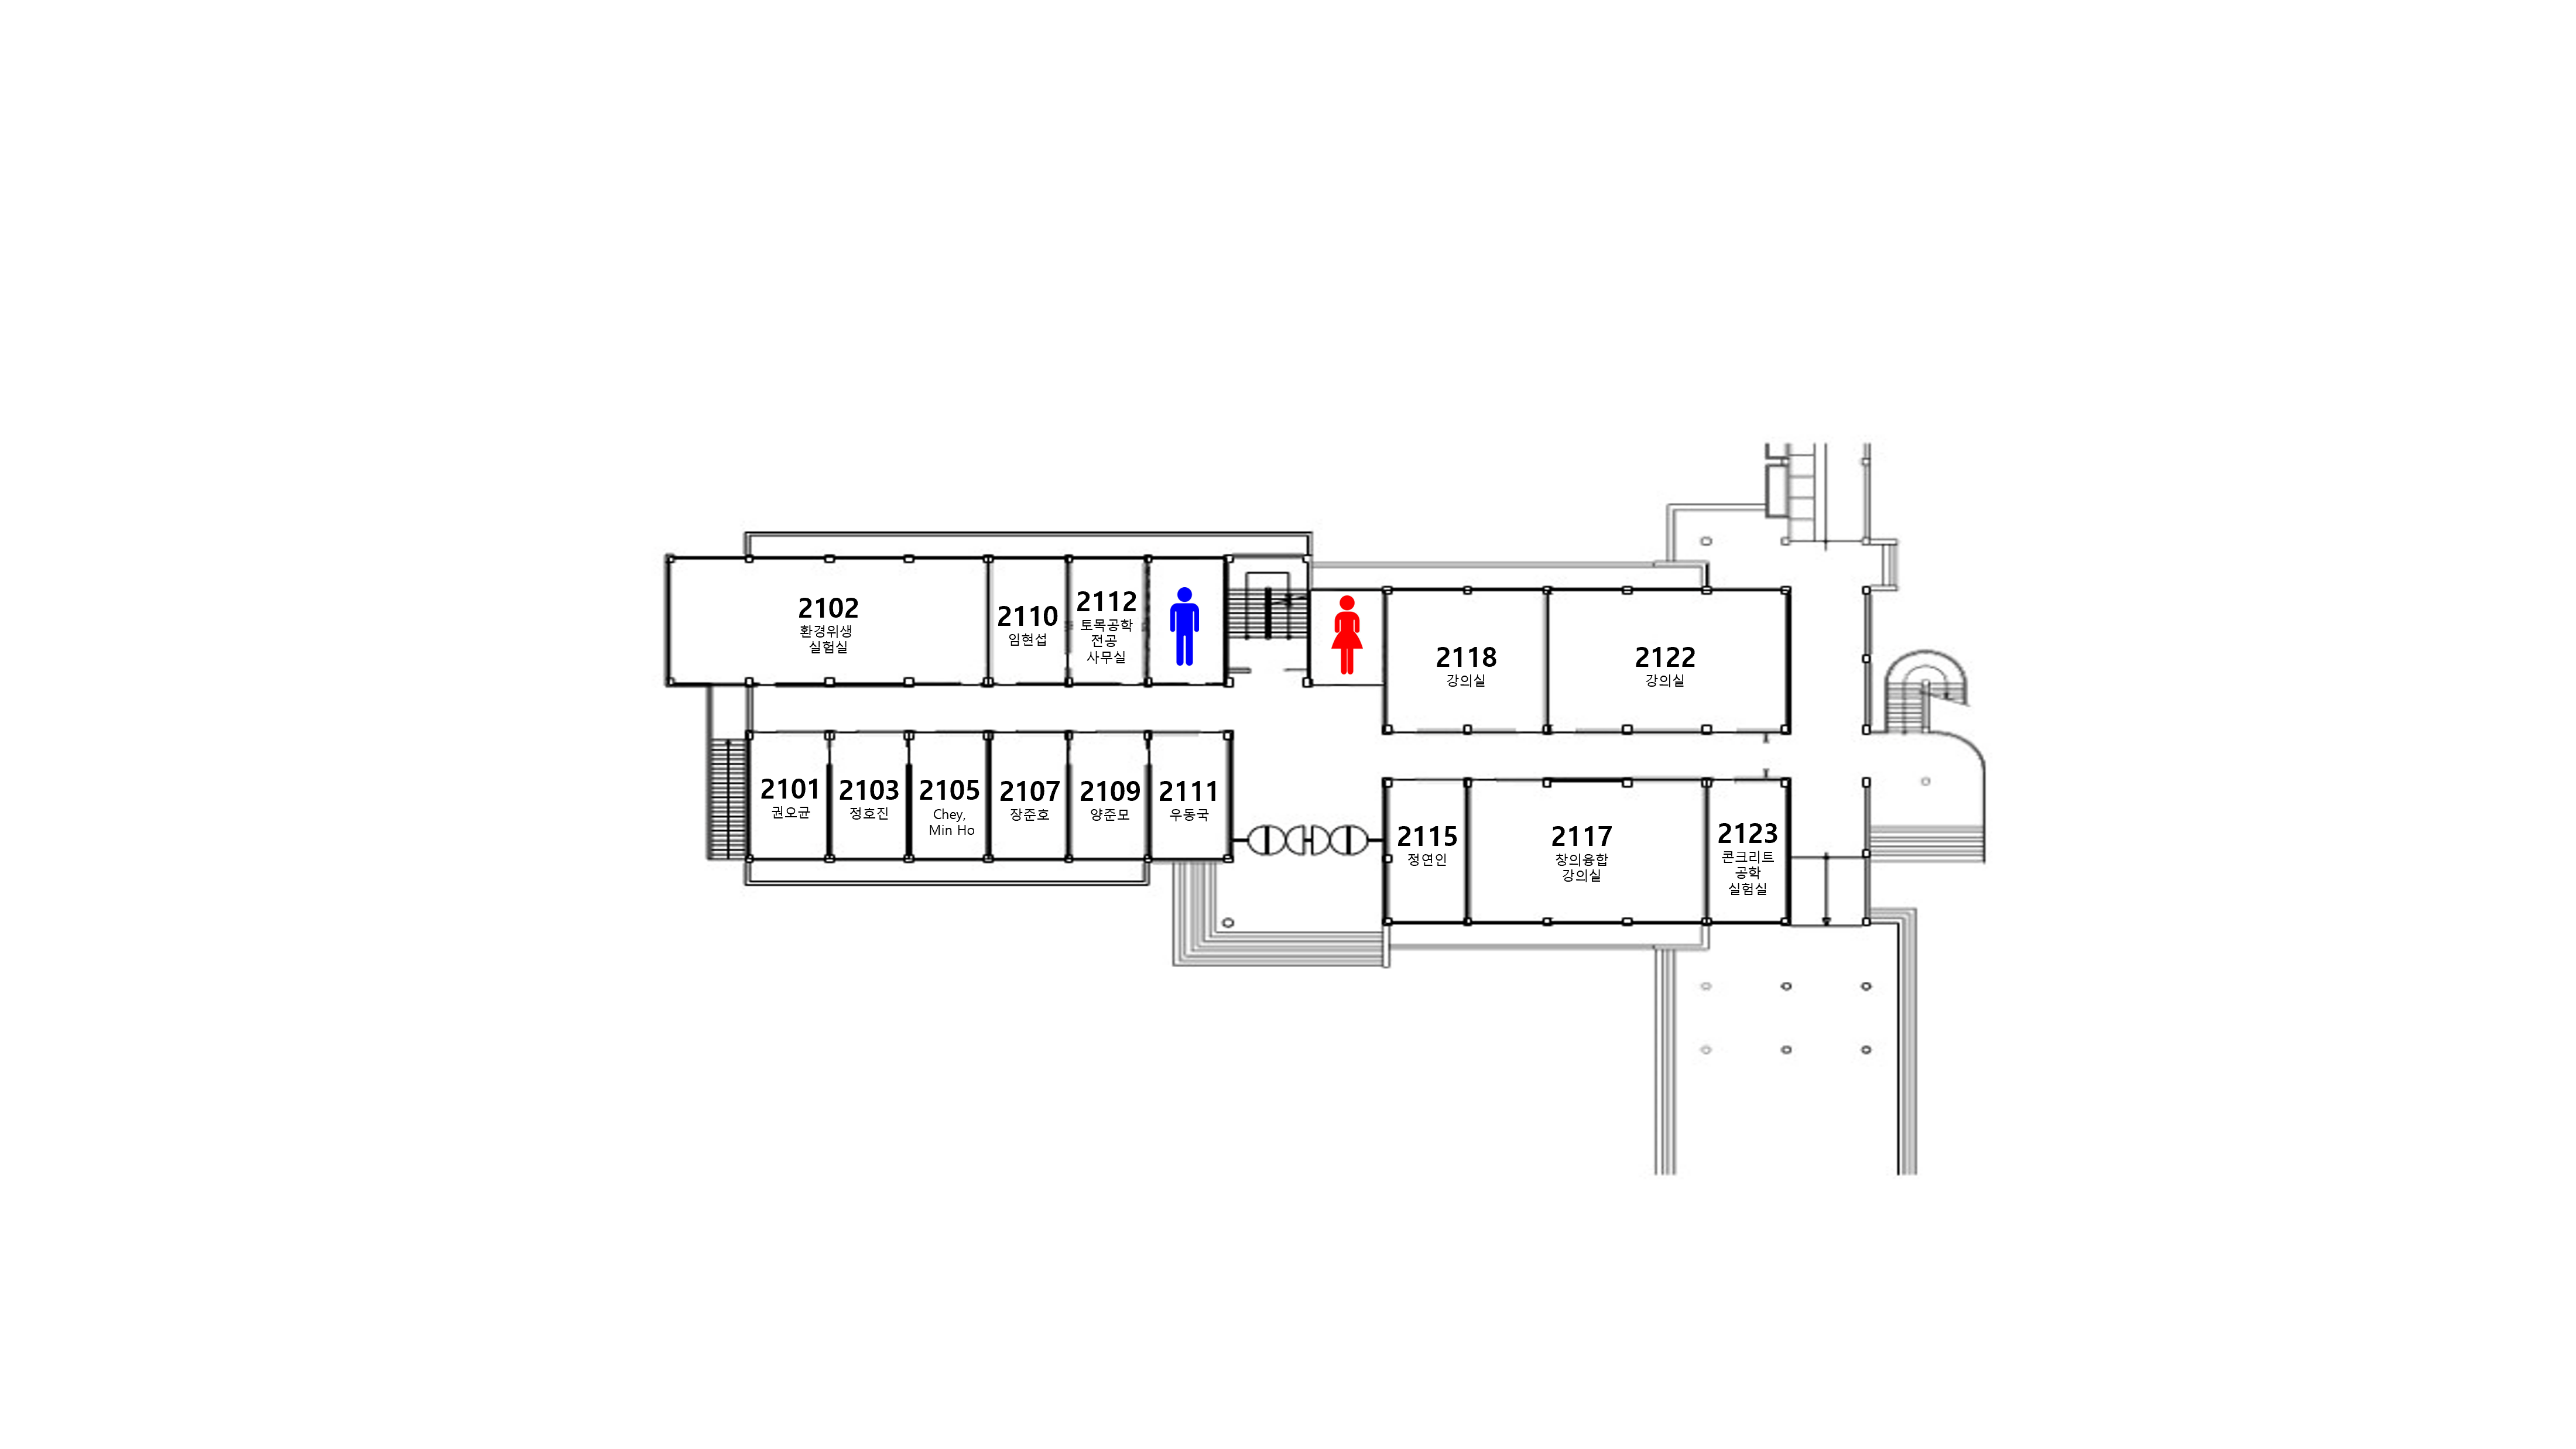 2102
환경위생
실험실
2110
임현섭
2112
토목공학
전공
사무실
2118
강의실
2122
강의실
2101
권오균
2103
정호진
2105
Chey,
Min Ho
2107
장준호
2109
양준모
2111
우동국
2115
정연인
2117
창의융합
강의실
2123
콘크리트
공학
실험실